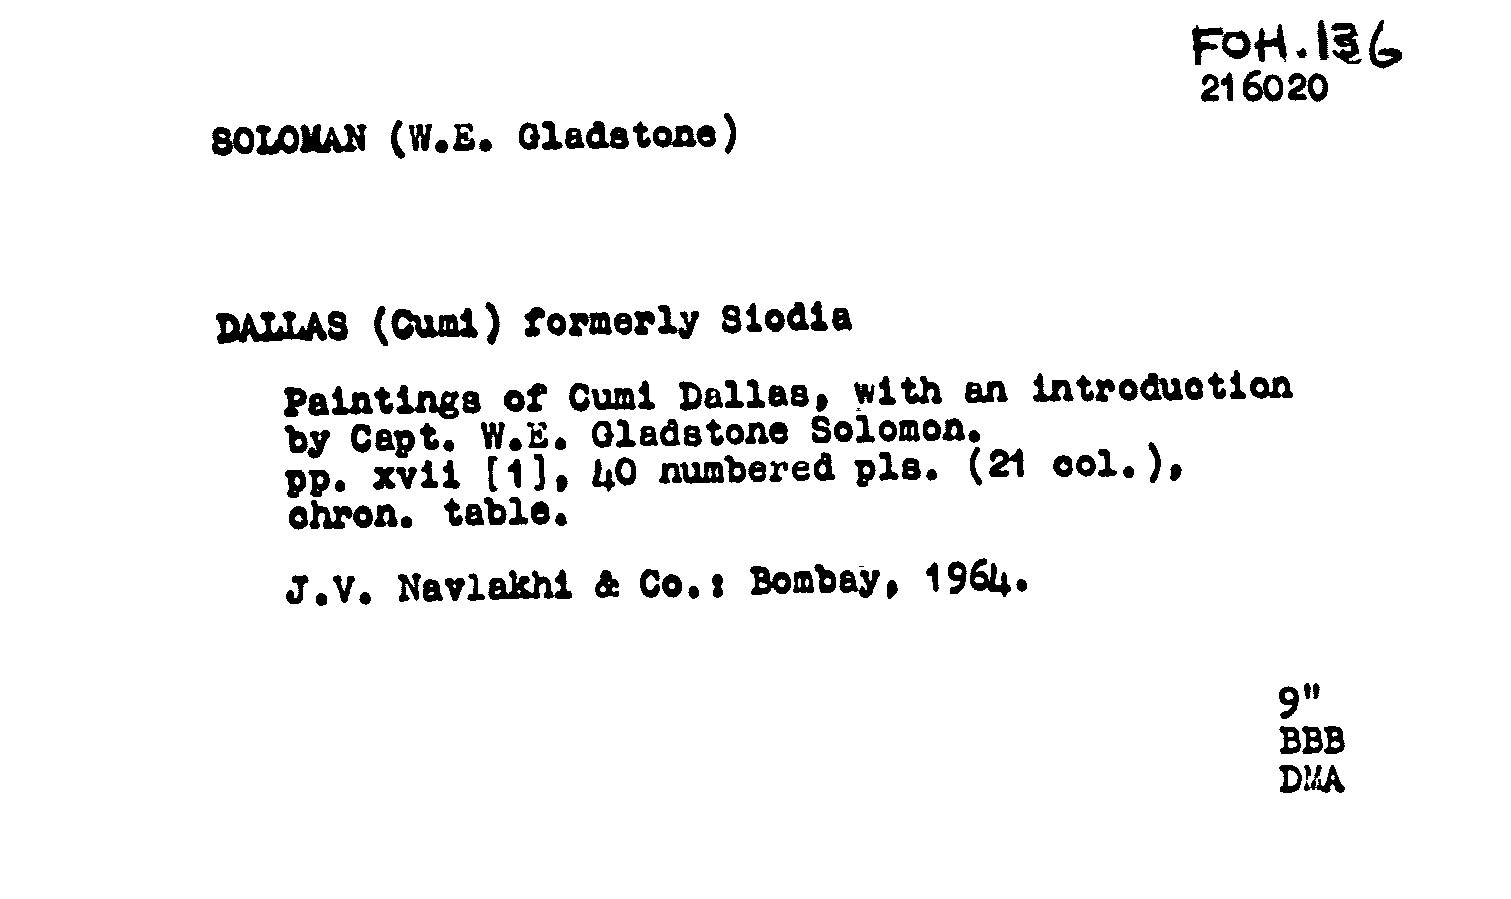 FOH.136
216020
SOLOMAN (W.E. Gladstone)
DALLAS (Cumi) formerly Siodia
Paintings of Cumi Dallas, with an introduction
by Capt. W.E. Gladstone Solomon.
pp. xvii [1], 40 numbered pls. (21 col.),
chron. table.
J.V. Navlakhi & Co.: Bombay, 1964.
9"
BBB
DMA